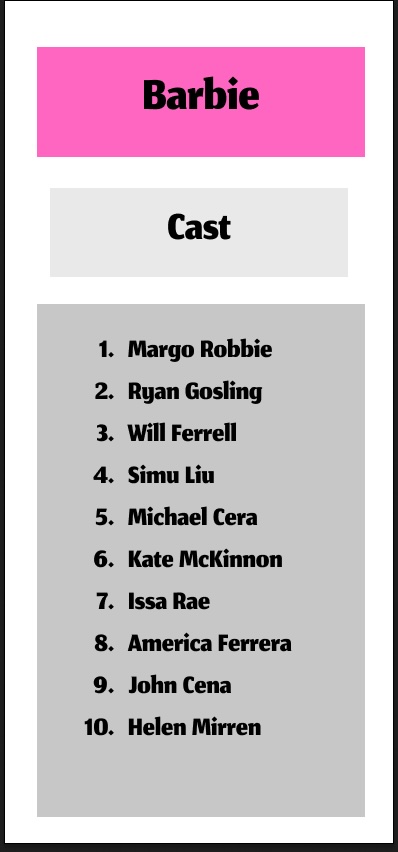 Barbie
Cast
1. Margo Robbie
2. Ryan Gosling
3. Will Ferrell
4. Simu Liu
5. Michael Cera
6. Kate McKinnon
7. Issa Rae
8. America Ferrera
9. John Cena
10. Helen Mirren